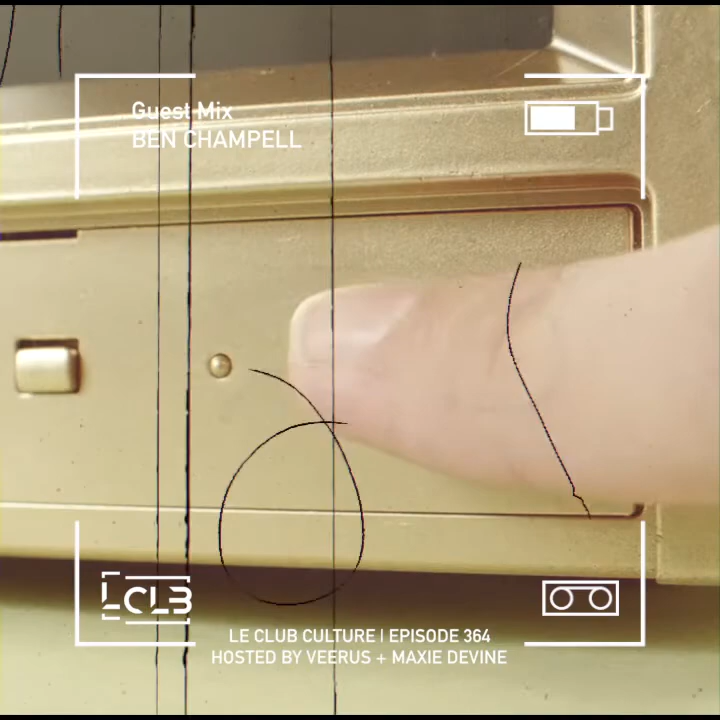 Guest Mix
BEN CHAMPELL
LCLB
LE CLUB CULTURE | EPISODE 364
HOSTED BY VEERUS + MAXIE DEVINE